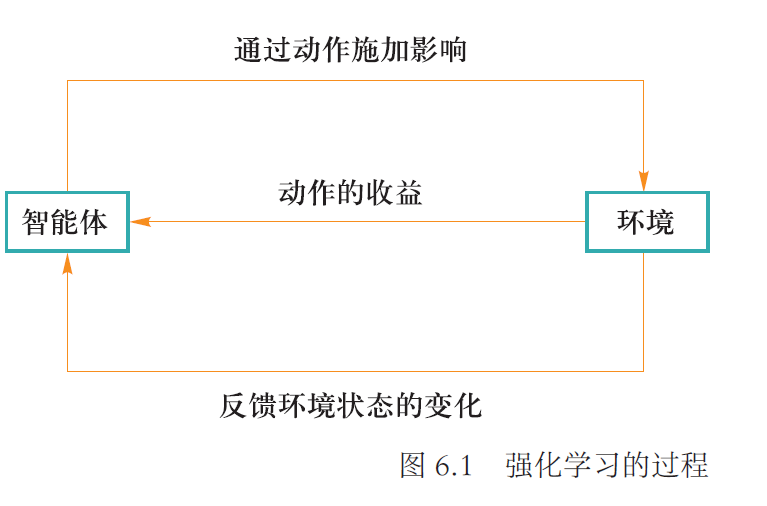 通过动作施加影响
动作的收益
智能体
环境
反馈环境状态的变化
图 6.1 强化学习的过程